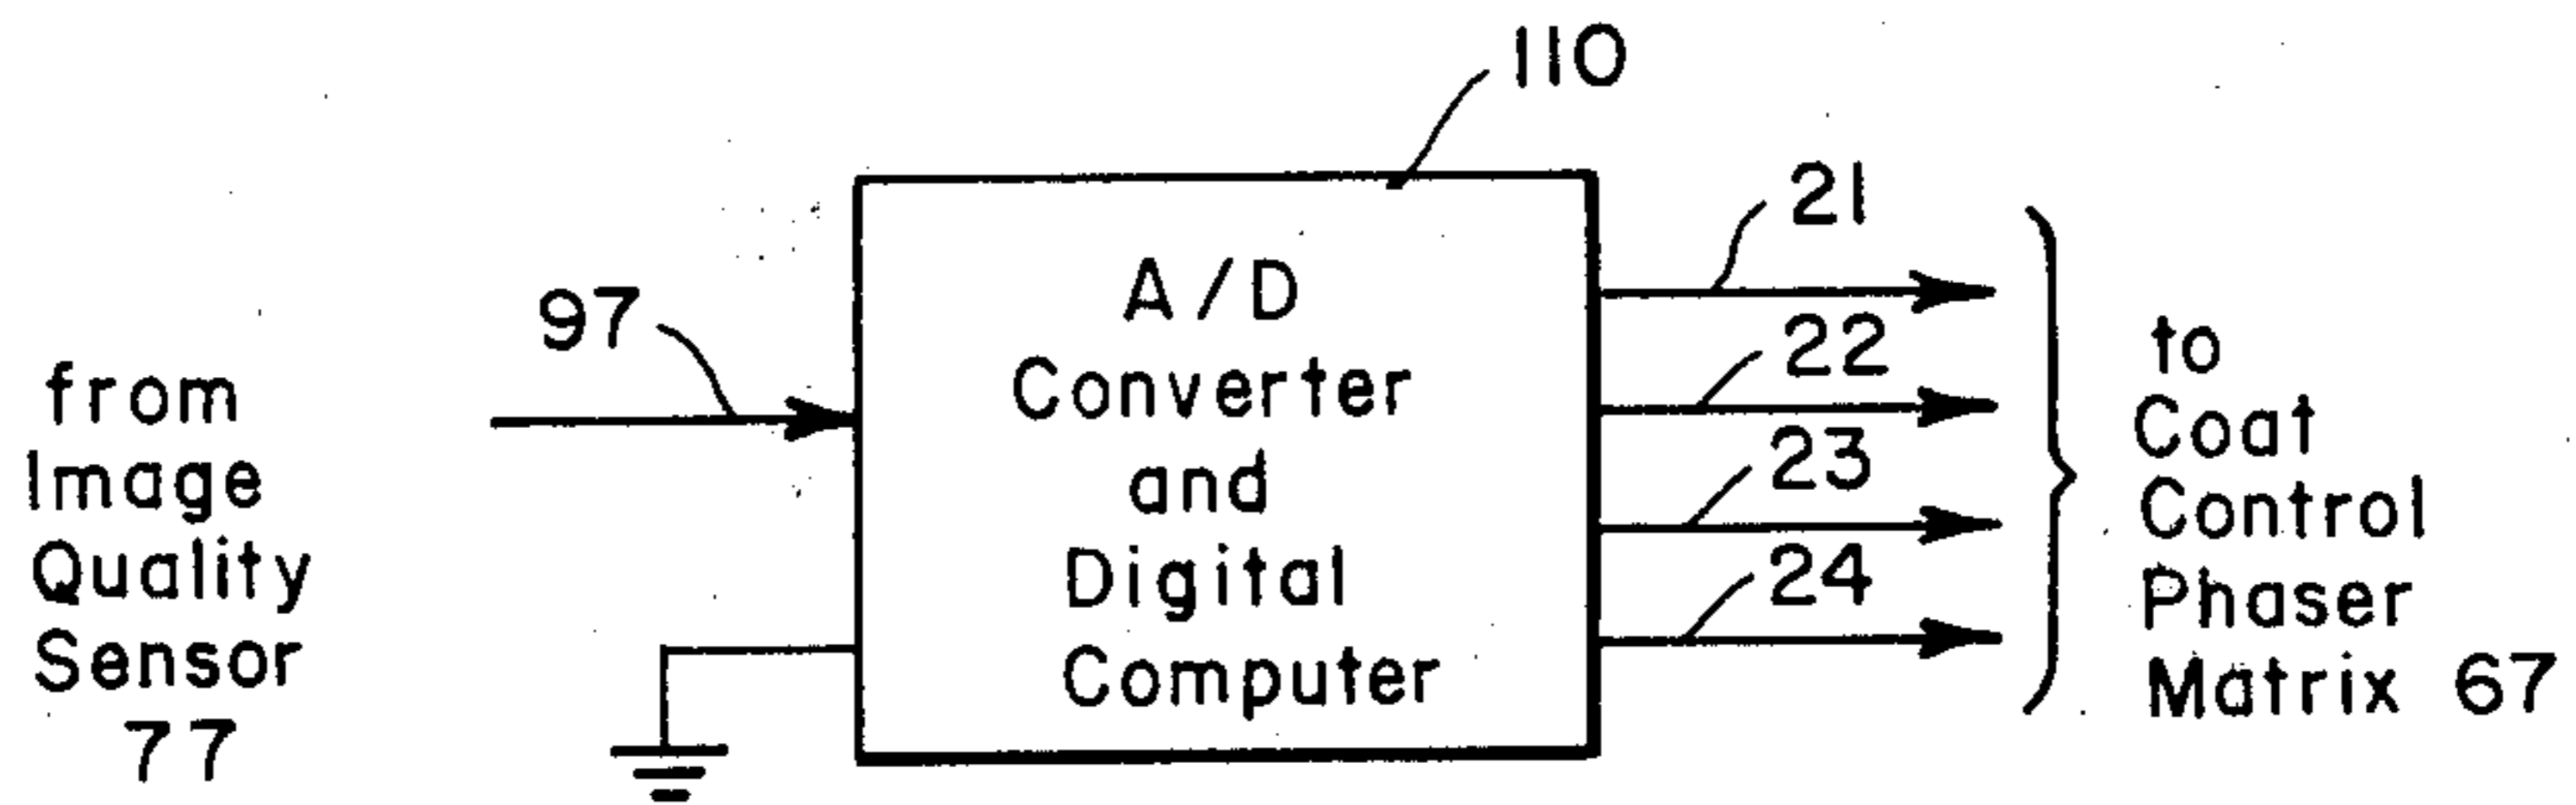 110
21
A/D
97
22
to
from
Converter
Coat
23
Image
and
Control
Quality
Digital
24
Phaser
Sensor
Computer
Matrix 67
77